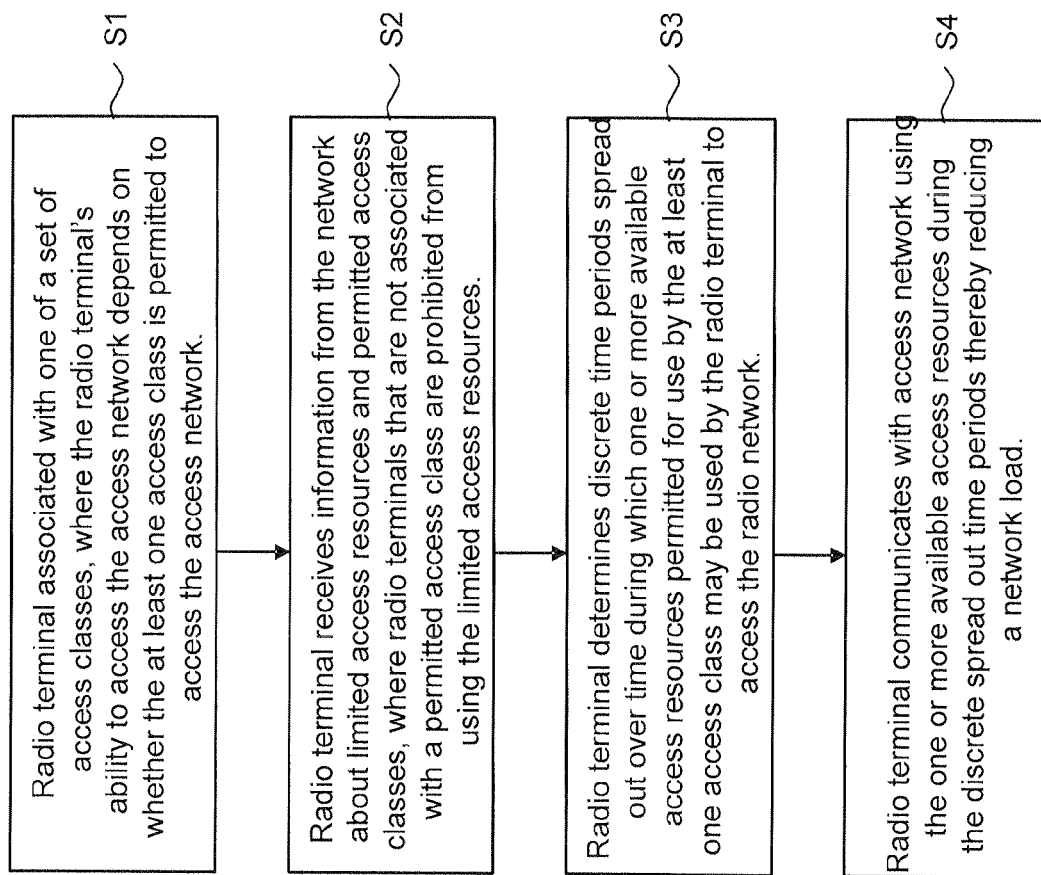 Radio terminal associated with one of a set of
access classes, where the radio terminal's
ability to access the access network depends on
whether the at least one access class is permitted to
access the access network.
S1
Radio terminal receives information from the network
about limited access resources and permitted access
classes, where radio terminals that are not associated
with a permitted access class are prohibited from
using the limited access resources.
S2
Radio terminal determines discrete time periods spread
out over time during which one or more available
access resources permitted for use by the at least
one access class may be used by the radio terminal to
access the radio network.
S3
Radio terminal communicates with access network using
the one or more available access resources during
the discrete spread out time periods thereby reducing
a network load.
S4